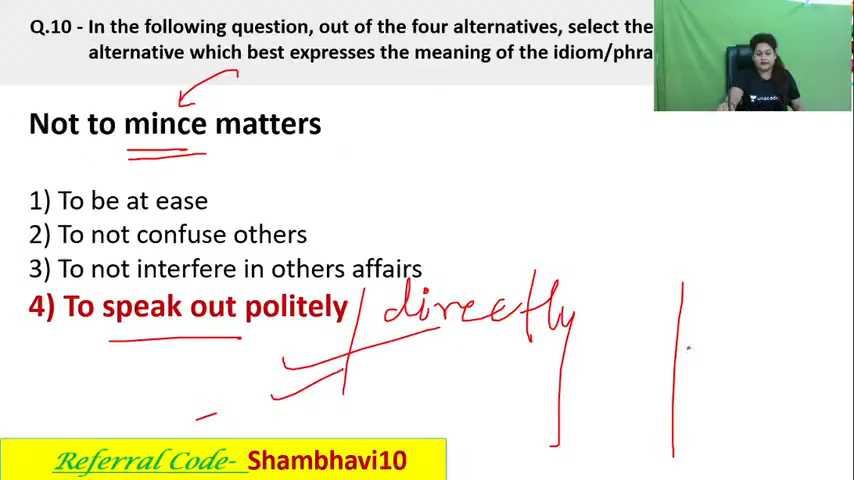 Q.10 - In the following question, out of the four alternatives, select the
alternative which best expresses the meaning of the idiom/phra
unacade
Not to mince matters
1) To be at ease
2) To not confuse others
3) To not interfere in others affairs
4) To speak out politely / directly
Referral Code- Shambhavi10